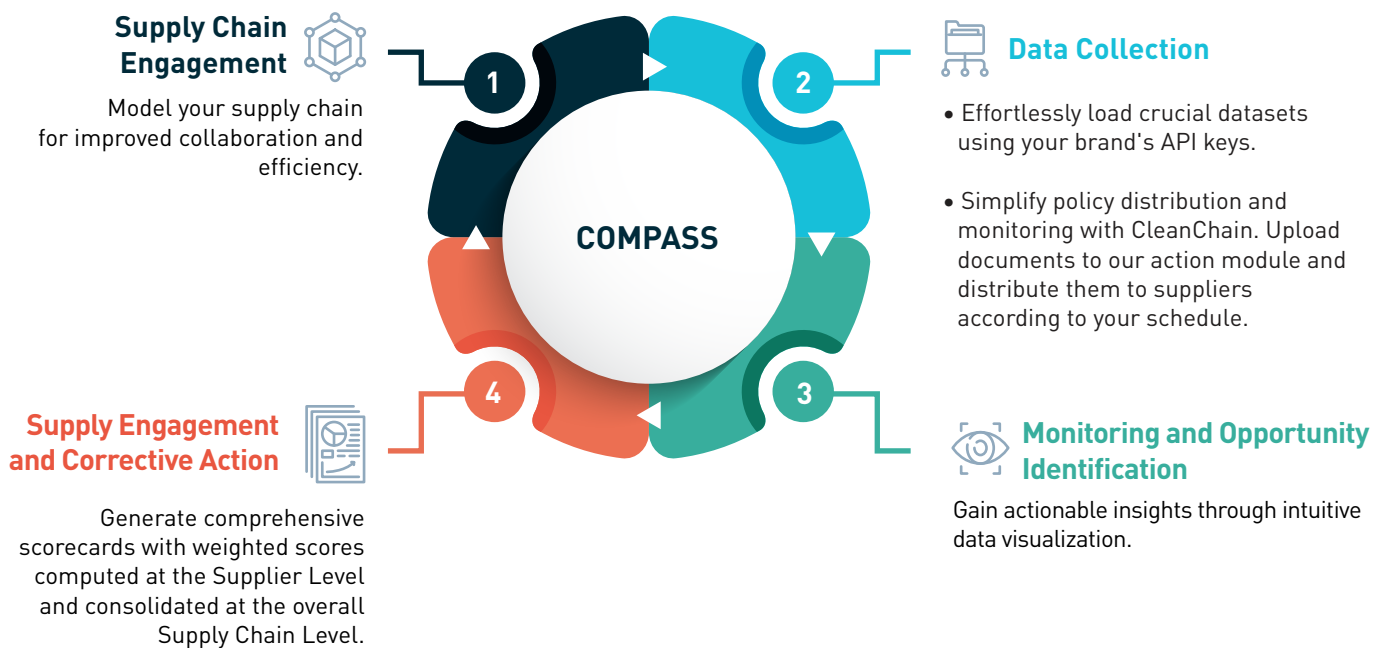 Supply Chain
Engagement
Model your supply chain
for improved collaboration and
efficiency.
1
COMPASS
2
Data Collection
• Effortlessly load crucial datasets
using your brand's API keys.
• Simplify policy distribution and
monitoring with CleanChain. Upload
documents to our action module and
distribute them to suppliers
according to your schedule.
3
Monitoring and Opportunity
Identification
Gain actionable insights through intuitive
data visualization.
4
Supply Engagement
and Corrective Action
Generate comprehensive
scorecards with weighted scores
computed at the Supplier Level
and consolidated at the overall
Supply Chain Level.